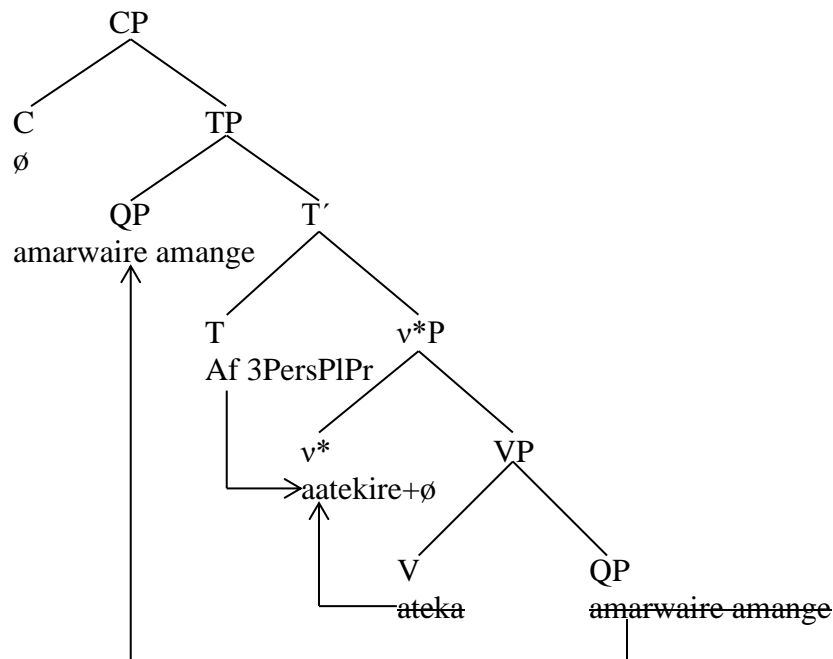 CP
C TP
ø
QP T´
amarwaire amange
T v*P
Af 3PersPlPr
v* VP
aatekire+ø
V QP
ateka amarwaire amange